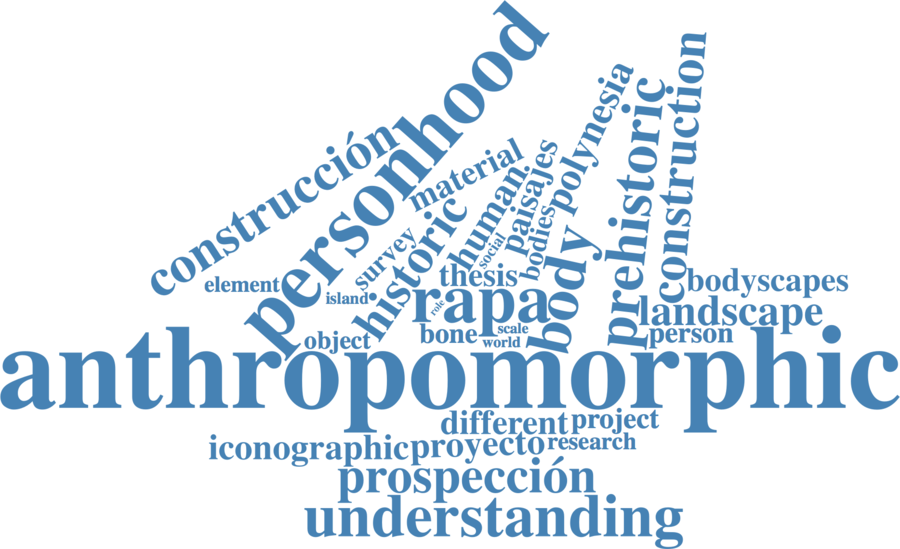 personhood
construcción
construction
polynesia
prehistoric
material
human
paisajes
bodies
social
survey
historic
body
element
island
thesis
rapa
role
bodyscapes
landscape
object
bone
scale
world
person
anthropomorphic
different
project
iconographic
proyecto
research
prospección
understanding